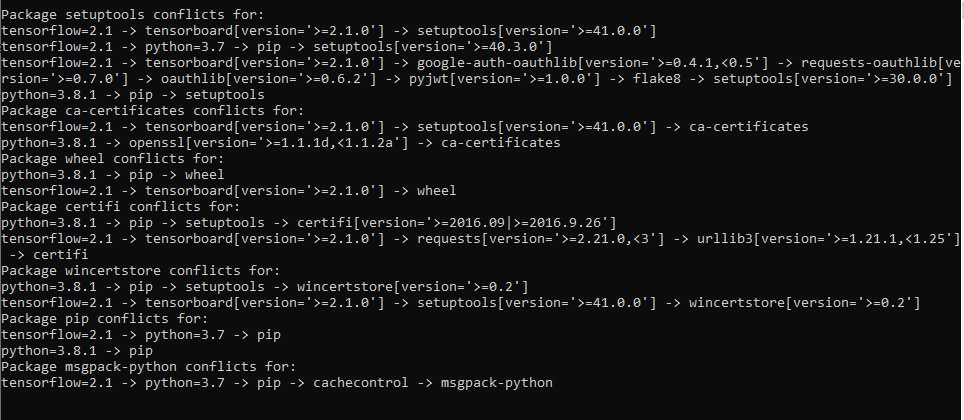 Package setuptools conflicts for:
tensorflow=2.1 -> tensorboard[version='>=2.1.0'] -> setuptools[version='>=41.0.0']
tensorflow=2.1 -> python=3.7 -> pip -> setuptools[version='>=40.3.0']
tensorflow=2.1 -> tensorboard[version='>=2.1.0'] -> google-auth-oauthlib[version='>=0.4.1,<0.5'] -> requests-oauthlib[ve
rsion='>=0.7.0'] -> oauthlib[version='>=0.6.2'] -> pyjwt[version='>=1.0.0'] -> flake8 -> setuptools[version='>=30.0.0']
python=3.8.1 -> pip -> setuptools
Package ca-certificates conflicts for:
tensorflow=2.1 -> tensorboard[version='>=2.1.0'] -> setuptools[version='>=41.0.0'] -> ca-certificates
python=3.8.1 -> openssl[version='>=1.1.1d,<1.1.2a'] -> ca-certificates
Package wheel conflicts for:
python=3.8.1 -> pip -> wheel
tensorflow=2.1 -> tensorboard[version='>=2.1.0'] -> wheel
Package certifi conflicts for:
python=3.8.1 -> pip -> setuptools -> certifi[version='>=2016.09|>=2016.9.26']
tensorflow=2.1 -> tensorboard[version='>=2.1.0'] -> requests[version='>=2.21.0,<3'] -> urllib3[version='>=1.21.1,<1.25']
 -> certifi
Package wincertstore conflicts for:
python=3.8.1 -> pip -> setuptools -> wincertstore[version='>=0.2']
tensorflow=2.1 -> tensorboard[version='>=2.1.0'] -> setuptools[version='>=41.0.0'] -> wincertstore[version='>=0.2']
Package pip conflicts for:
tensorflow=2.1 -> python=3.7 -> pip
python=3.8.1 -> pip
Package msgpack-python conflicts for:
tensorflow=2.1 -> python=3.7 -> pip -> cachecontrol -> msgpack-python